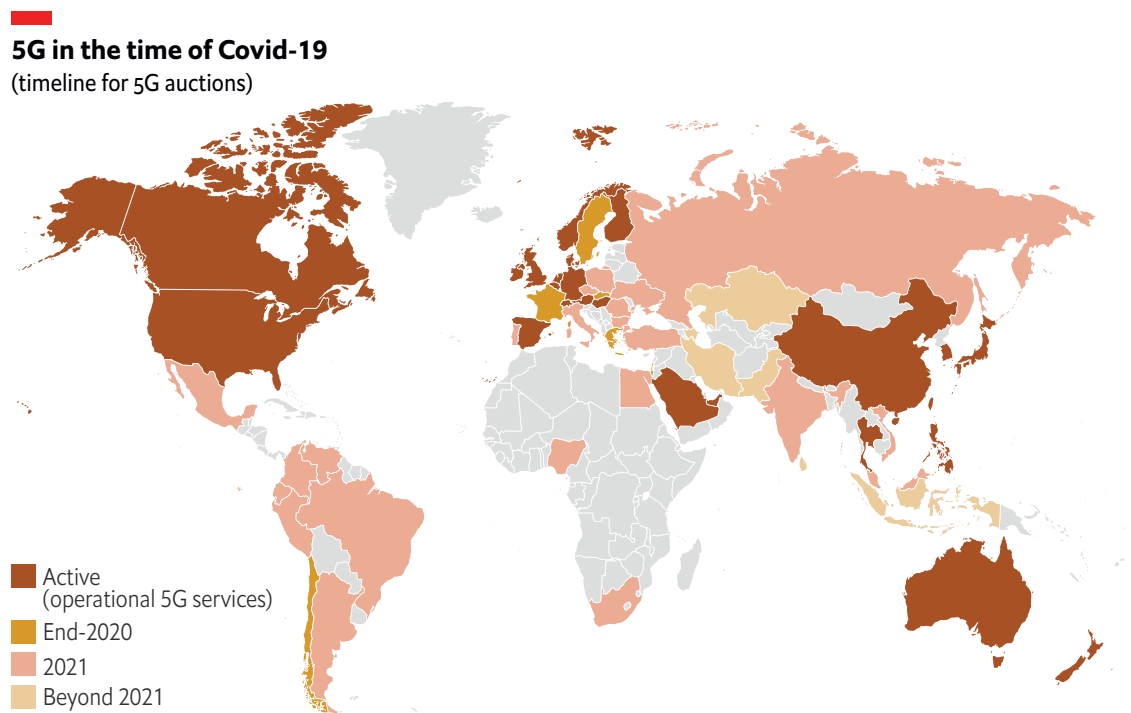 5G in the time of Covid-19
(timeline for 5G auctions)
Active
(operational 5G services)
End-2020
2021
Beyond 2021